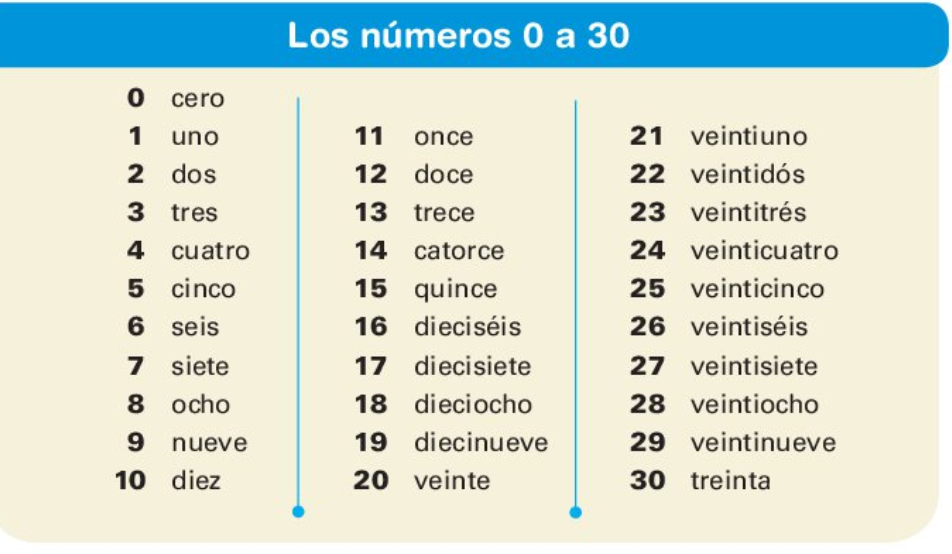 Los números 0 a 30
0 cero
1 uno
2 dos
3 tres
4 cuatro
5 cinco
6 seis
7 siete
8 ocho
9 nueve
10 diez
11 once
12 doce
13 trece
14 catorce
15 quince
16 dieciséis
17 diecisiete
18 dieciocho
19 diecinueve
20 veinte
21 veintiuno
22 veintidós
23 veintitrés
24 veinticuatro
25 veinticinco
26 veintiséis
27 veintisiete
28 veintiocho
29 veintinueve
30 treinta